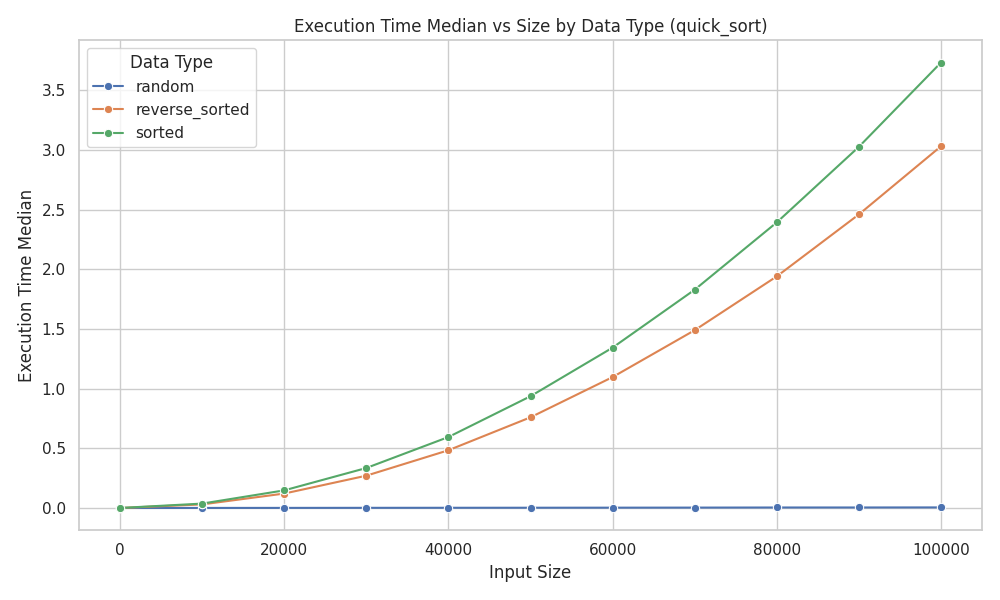 Execution Time Median vs Size by Data Type (quick_sort)
Data Type
random
reverse_sorted
sorted
Execution Time Median
3.5
3.0
2.5
2.0
1.5
1.0
0.5
0.0
0 20000 40000 60000 80000 100000
Input Size